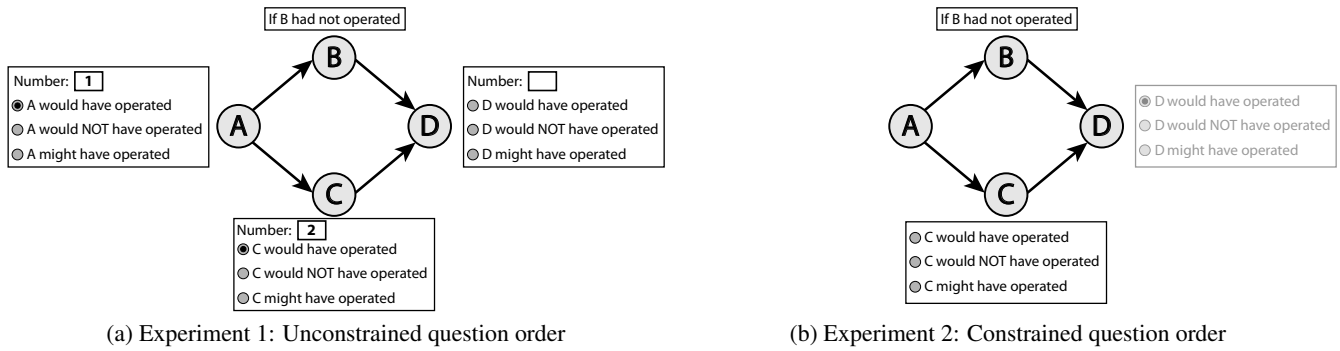 If B had not operated
Number: 1
A would have operated
A would NOT have operated
A might have operated
A
B
C
D
Number:
D would have operated
D would NOT have operated
D might have operated
Number: 2
C would have operated
C would NOT have operated
C might have operated
(a) Experiment 1: Unconstrained question order
If B had not operated
A
B
C
D
D would have operated
D would NOT have operated
D might have operated
C would have operated
C would NOT have operated
C might have operated
(b) Experiment 2: Constrained question order